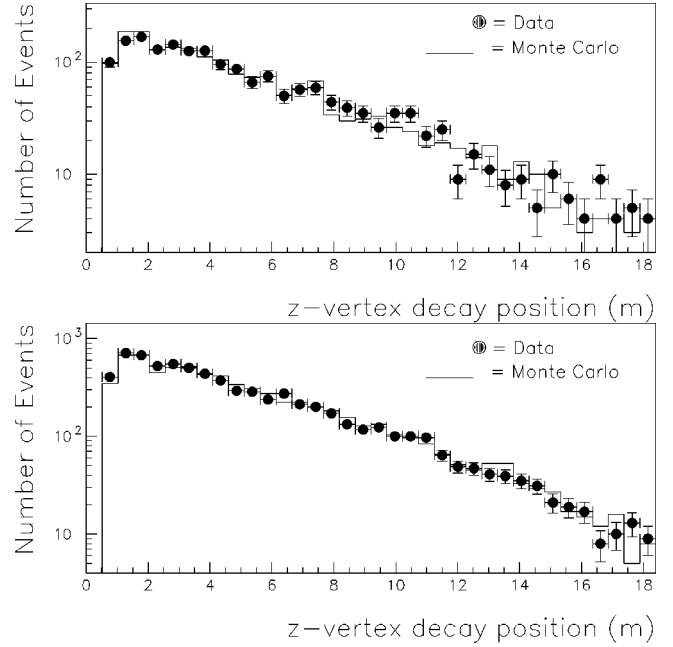 Number of Events
10²
10
= Data
= Monte Carlo
0 2 4 6 8 10 12 14 16 18
z-vertex decay position (m)
Number of Events
10³
10²
10
= Data
= Monte Carlo
0 2 4 6 8 10 12 14 16 18
z-vertex decay position (m)